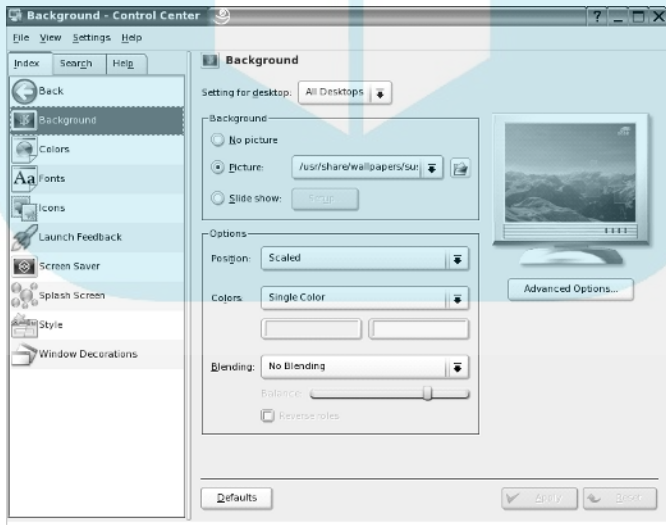 Background - Control Center
File View Settings Help
Index Search Help
Back
Background
Colors
Fonts
Icons
Launch Feedback
Screen Saver
Splash Screen
Style
Window Decorations
Background
Setting for desktop: All Desktops
Background
No picture
Picture: /usr/share/wallpapers/su
Slide show: Setup
Options
Position: Scaled
Colors Single Color
Blending: No Blending
Balance:
Reverse roles
Advanced Options...
Defaults Apply Reset